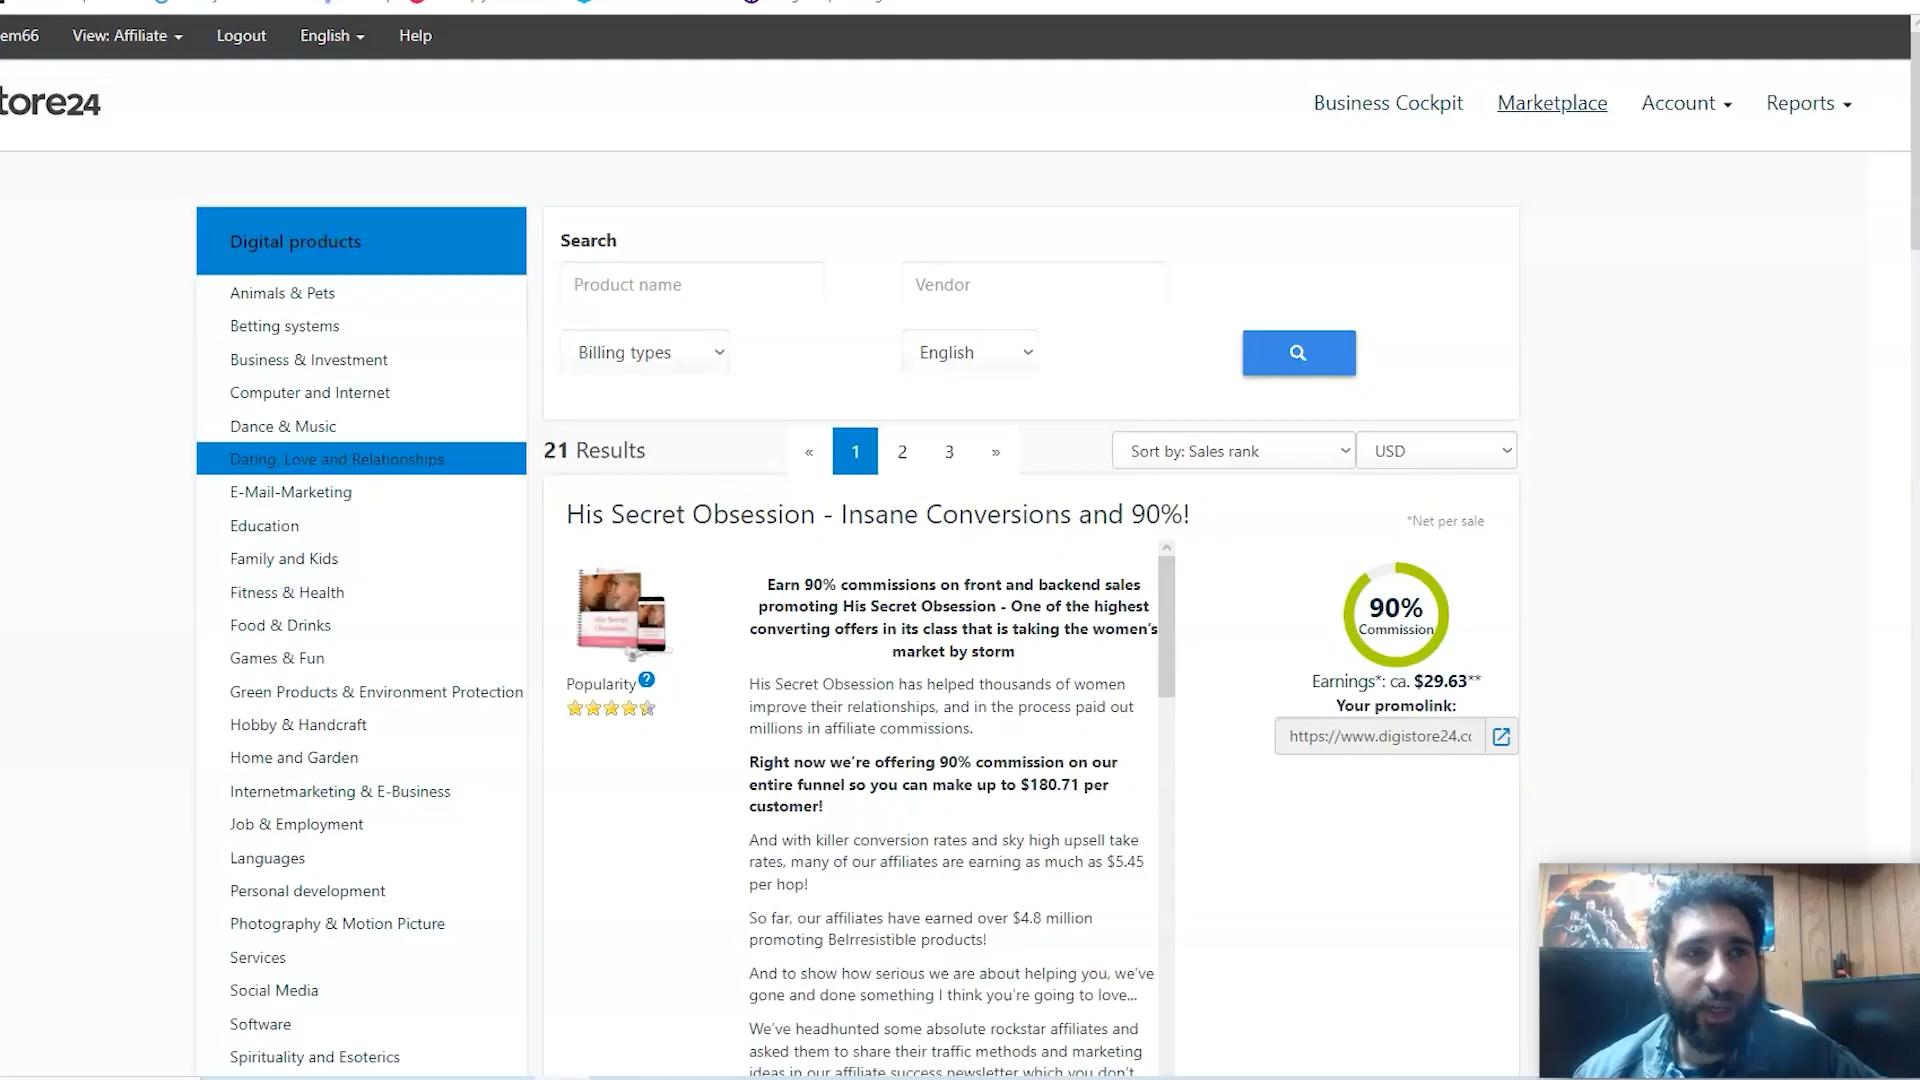 em66 View: Affiliate Logout English Help
tore24
Business Cockpit Marketplace Account Reports
Digital products
Animals & Pets
Betting systems
Business & Investment
Computer and Internet
Dance & Music
Dating, Love and Relationships
E-Mail-Marketing
Education
Family and Kids
Fitness & Health
Food & Drinks
Games & Fun
Green Products & Environment Protection
Hobby & Handcraft
Home and Garden
Internetmarketing & E-Business
Job & Employment
Languages
Personal development
Photography & Motion Picture
Services
Social Media
Software
Spirituality and Esoterics
Search
Product name Vendor
Billing types English
21 Results « 1 2 3 » Sort by: Sales rank USD
His Secret Obsession - Insane Conversions and 90%!
*Net per sale
Popularity ?
Earn 90% commissions on front and backend sales
promoting His Secret Obsession - One of the highest
converting offers in its class that is taking the women's
market by storm
His Secret Obsession has helped thousands of women
improve their relationships, and in the process paid out
millions in affiliate commissions.
Right now we're offering 90% commission on our
entire funnel so you can make up to $180.71 per
customer!
And with killer conversion rates and sky high upsell take
rates, many of our affiliates are earning as much as $5.45
per hop!
So far, our affiliates have earned over $4.8 million
promoting BeIrresistible products!
And to show how serious we are about helping you, we've
gone and done something I think you're going to love...
We've headhunted some absolute rockstar affiliates and
asked them to share their traffic methods and marketing
ideas in our affiliate success newsletter which you don't
90%
Commission
Earnings*: ca. $29.63**
Your promolink:
https://www.digistore24.cc